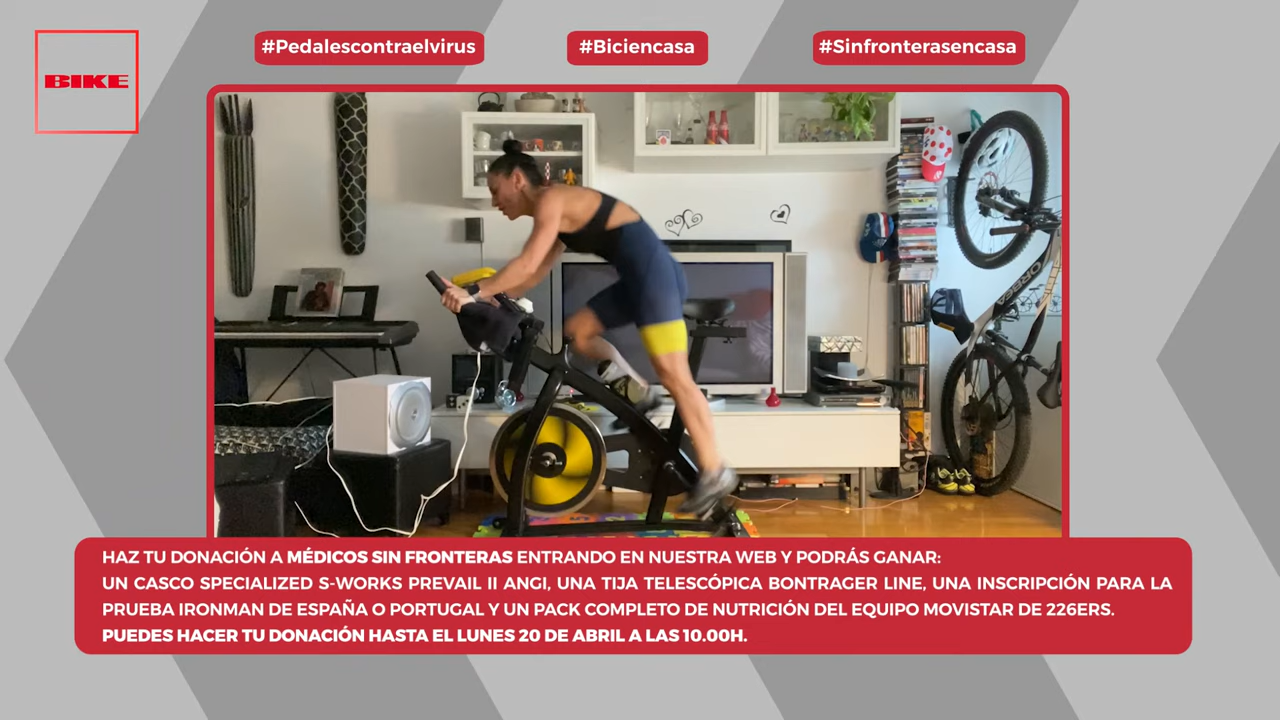 BIKE
#Pedalescontraelvirus
#Biciencasa
#Sinfronterasencasa
ORBEA
HAZ TU DONACIÓN A MÉDICOS SIN FRONTERAS ENTRANDO EN NUESTRA WEB Y PODRÁS GANAR:
UN CASCO SPECIALIZED S-WORKS PREVAIL II ANGI, UNA TIJA TELESCÓPICA BONTRAGER LINE, UNA INSCRIPCIÓN PARA LA
PRUEBA IRONMAN DE ESPAÑA O PORTUGAL Y UN PACK COMPLETO DE NUTRICIÓN DEL EQUIPO MOVISTAR DE 226ERS.
PUEDES HACER TU DONACIÓN HASTA EL LUNES 20 DE ABRIL A LAS 10.00H.